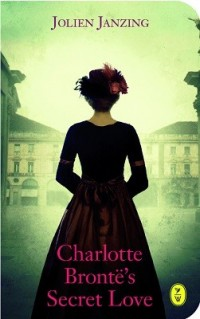 JOLIEN JANZING
Charlotte
Brontë's
Secret Love